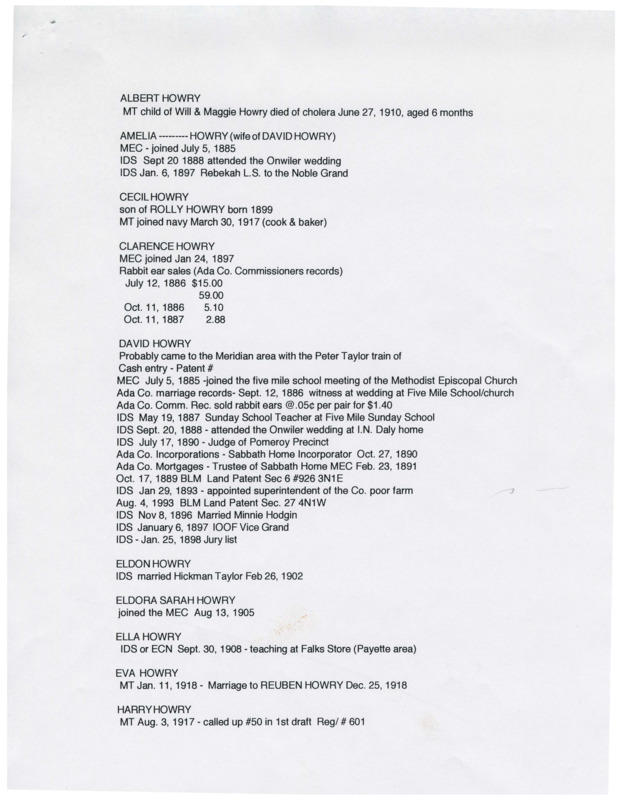 ALBERT HOWRY
MT child of Will & Maggie Howry died of cholera June 27, 1910, aged 6 months
AMELIA --------- HOWRY (wife of DAVID HOWRY)
MEC - joined July 5, 1885
IDS Sept 20 1888 attended the Onwiler wedding
IDS Jan. 6, 1897 Rebekah L.S. to the Noble Grand
CECIL HOWRY
son of ROLLY HOWRY born 1899
MT joined navy March 30, 1917 (cook & baker)
CLARENCE HOWRY
MEC joined Jan 24, 1897
Rabbit ear sales (Ada Co. Commissioners records)
July 12, 1886 $15.00
59.00
Oct. 11, 1886 5.10
Oct. 11, 1887 2.88
DAVID HOWRY
Probably came to the Meridian area with the Peter Taylor train of
Cash entry - Patent #
MEC July 5, 1885 -joined the five mile school meeting of the Methodist Episcopal Church
Ada Co. marriage records- Sept. 12, 1886 witness at wedding at Five Mile School/church
Ada Co. Comm. Rec. sold rabbit ears @ .05¢ per pair for $1.40
IDS May 19, 1887 Sunday School Teacher at Five Mile Sunday School
IDS Sept. 20, 1888 - attended the Onwiler wedding at I.N. Daly home
IDS July 17, 1890 - Judge of Pomeroy Precinct
Ada Co. Incorporations - Sabbath Home Incorporator Oct. 27, 1890
Ada Co. Mortgages - Trustee of Sabbath Home MEC Feb. 23, 1891
Oct. 17, 1889 BLM Land Patent Sec 6 #926 3N1E
IDS Jan 29, 1893 - appointed superintendent of the Co. poor farm
Aug. 4, 1993 BLM Land Patent Sec. 27 4N1W
IDS Nov 8, 1896 Married Minnie Hodgin
IDS January 6, 1897 IOOF Vice Grand
IDS - Jan. 25, 1898 Jury list
ELDON HOWRY
IDS married Hickman Taylor Feb 26, 1902
ELDORA SARAH HOWRY
joined the MEC Aug 13, 1905
ELLA HOWRY
IDS or ECN Sept. 30, 1908 - teaching at Falks Store (Payette area)
EVA HOWRY
MT Jan. 11, 1918 - Marriage to REUBEN HOWRY Dec. 25, 1918
HARRY HOWRY
MT Aug. 3, 1917 - called up #50 in 1st draft Reg/ # 601